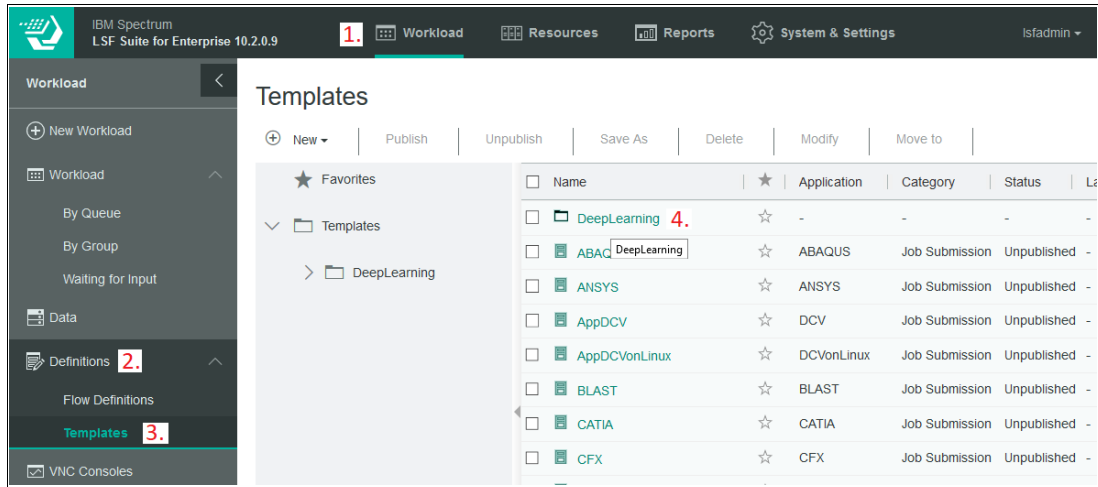 IBM Spectrum
LSF Suite for Enterprise 10.2.0.9
1. Workload Resources Reports System & Settings lsfadmin
Workload
New Workload
Workload
By Queue
By Group
Waiting for Input
Data
Definitions 2.
Flow Definitions
Templates 3.
VNC Consoles
Templates
New Publish Unpublish Save As Delete Modify Move to
Favorites
Templates
DeepLearning
Name Application Category Status La
DeepLearning 4. - - - -
ABAQ DeepLearning ABAQUS Job Submission Unpublished -
ANSYS ANSYS Job Submission Unpublished -
AppDCV DCV Job Submission Unpublished -
AppDCVonLinux DCVonLinux Job Submission Unpublished -
BLAST BLAST Job Submission Unpublished -
CATIA CATIA Job Submission Unpublished -
CFX CFX Job Submission Unpublished -